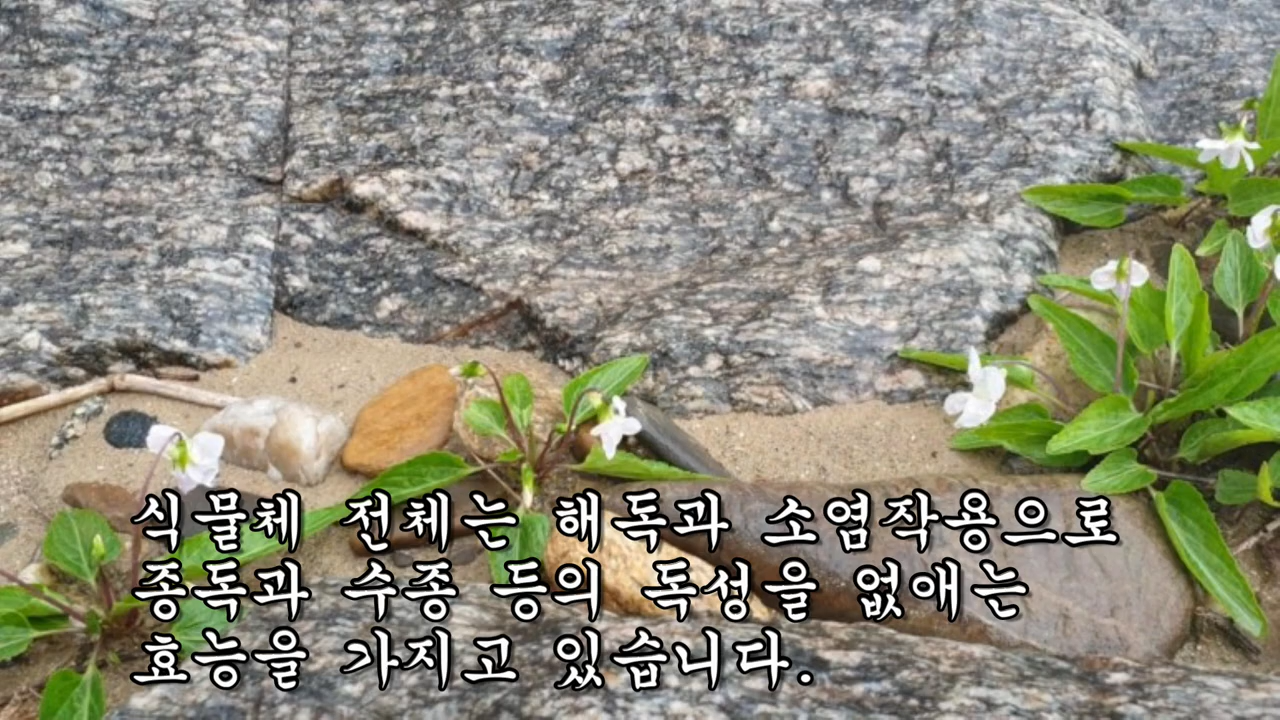 식물체 전체는 해독과 소염작용으로
종독과 수종 등의 독성을 없애는
효능을 가지고 있습니다.